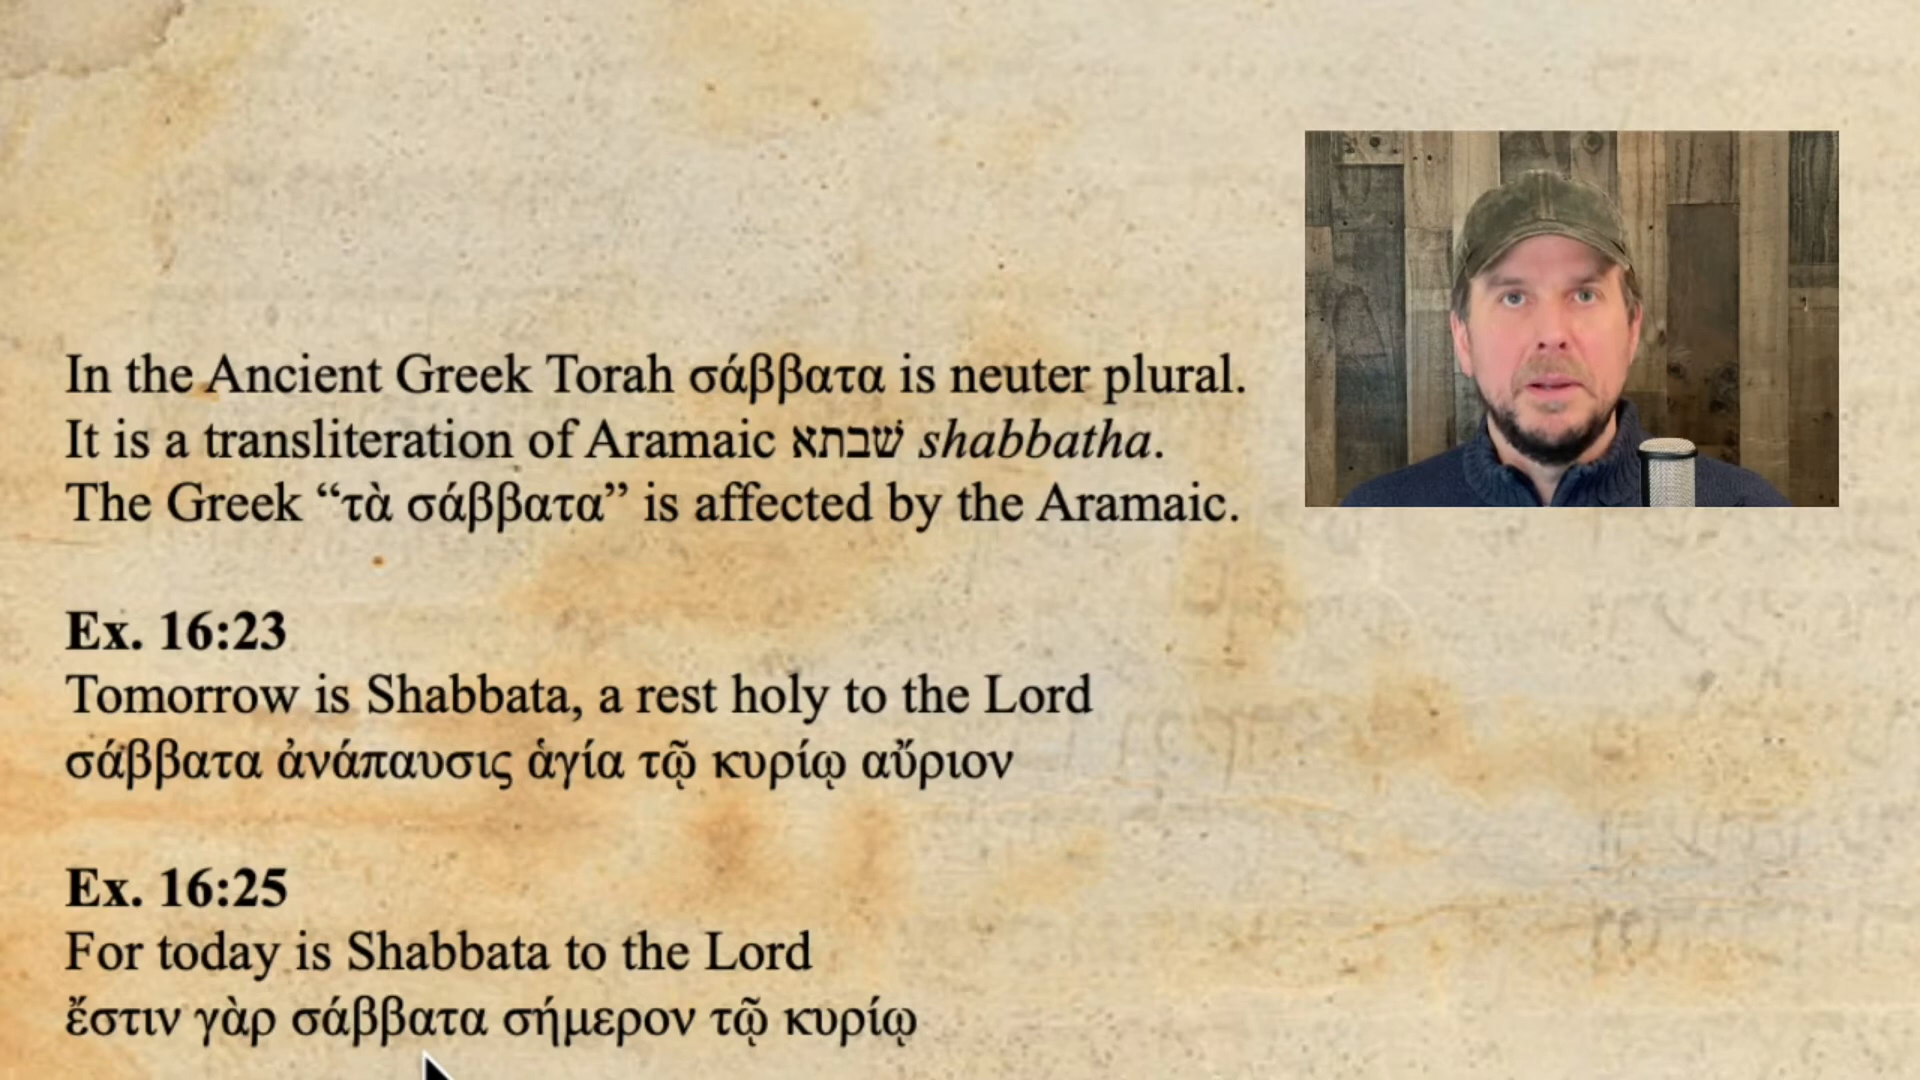 In the Ancient Greek Torah σάββατα is neuter plural.
It is a transliteration of Aramaic שבתא shabbatha.
The Greek “τὰ σάββατα” is affected by the Aramaic.
Ex. 16:23
Tomorrow is Shabbata, a rest holy to the Lord
σάββατα ἀνάπαυσις ἁγία τῷ κυρίῳ αὔριον
Ex. 16:25
For today is Shabbata to the Lord
ἔστιν γὰρ σάββατα σήμερον τῷ κυρίῳ